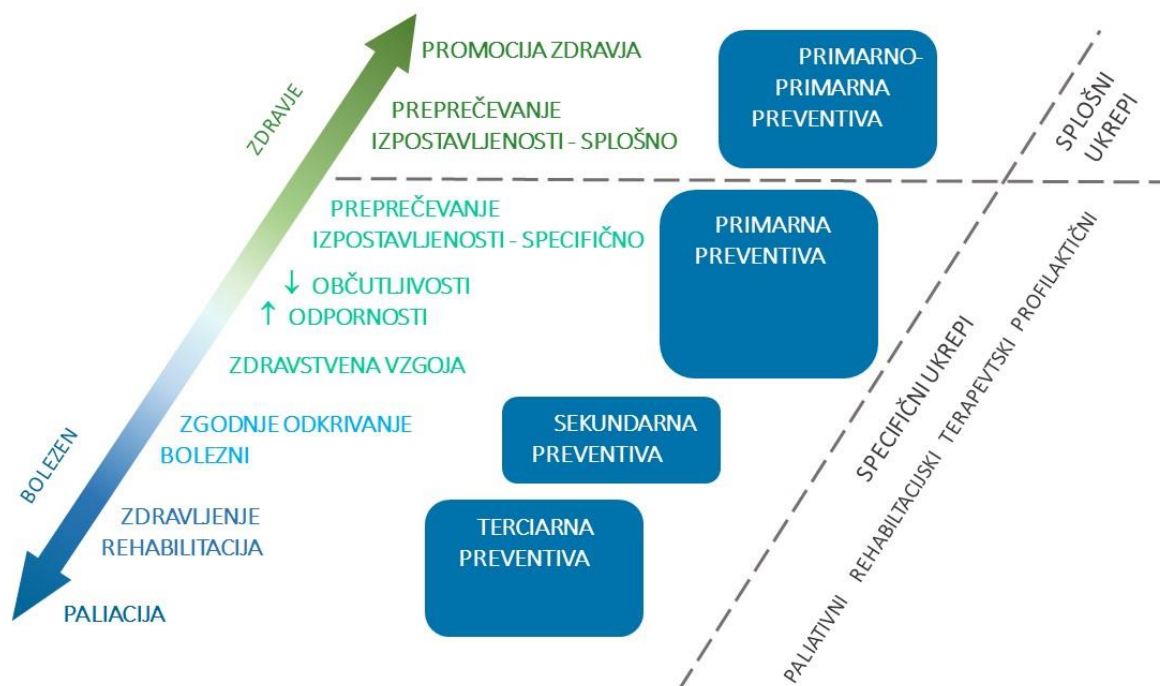 PROMOCIJA ZDRAVJA
PREPREČEVANJE
IZPOSTAVLJENOSTI - SPLOŠNO
PRIMARNO-
PRIMARNA
PREVENTIVA
SPLOŠNI
UKREPI
ZDRAVJE
PREPREČEVANJE
IZPOSTAVLJENOSTI - SPECIFIČNO
↓ OBČUTLJIVOSTI
↑ ODPORNOSTI
ZDRAVSTVENA VZGOJA
PRIMARNA
PREVENTIVA
ZGODNJE ODKRIVANJE
BOLEZNI
SEKUNDARNA
PREVENTIVA
BOLEZEN
ZDRAVLJENJE
REHABILITACIJA
PALIACIJA
TERCIARNA
PREVENTIVA
SPECIFIČNI UKREPI
PALIATIVNI REHABILTACIJSKI TERAPEVTSKI PROFILAKTIČNI